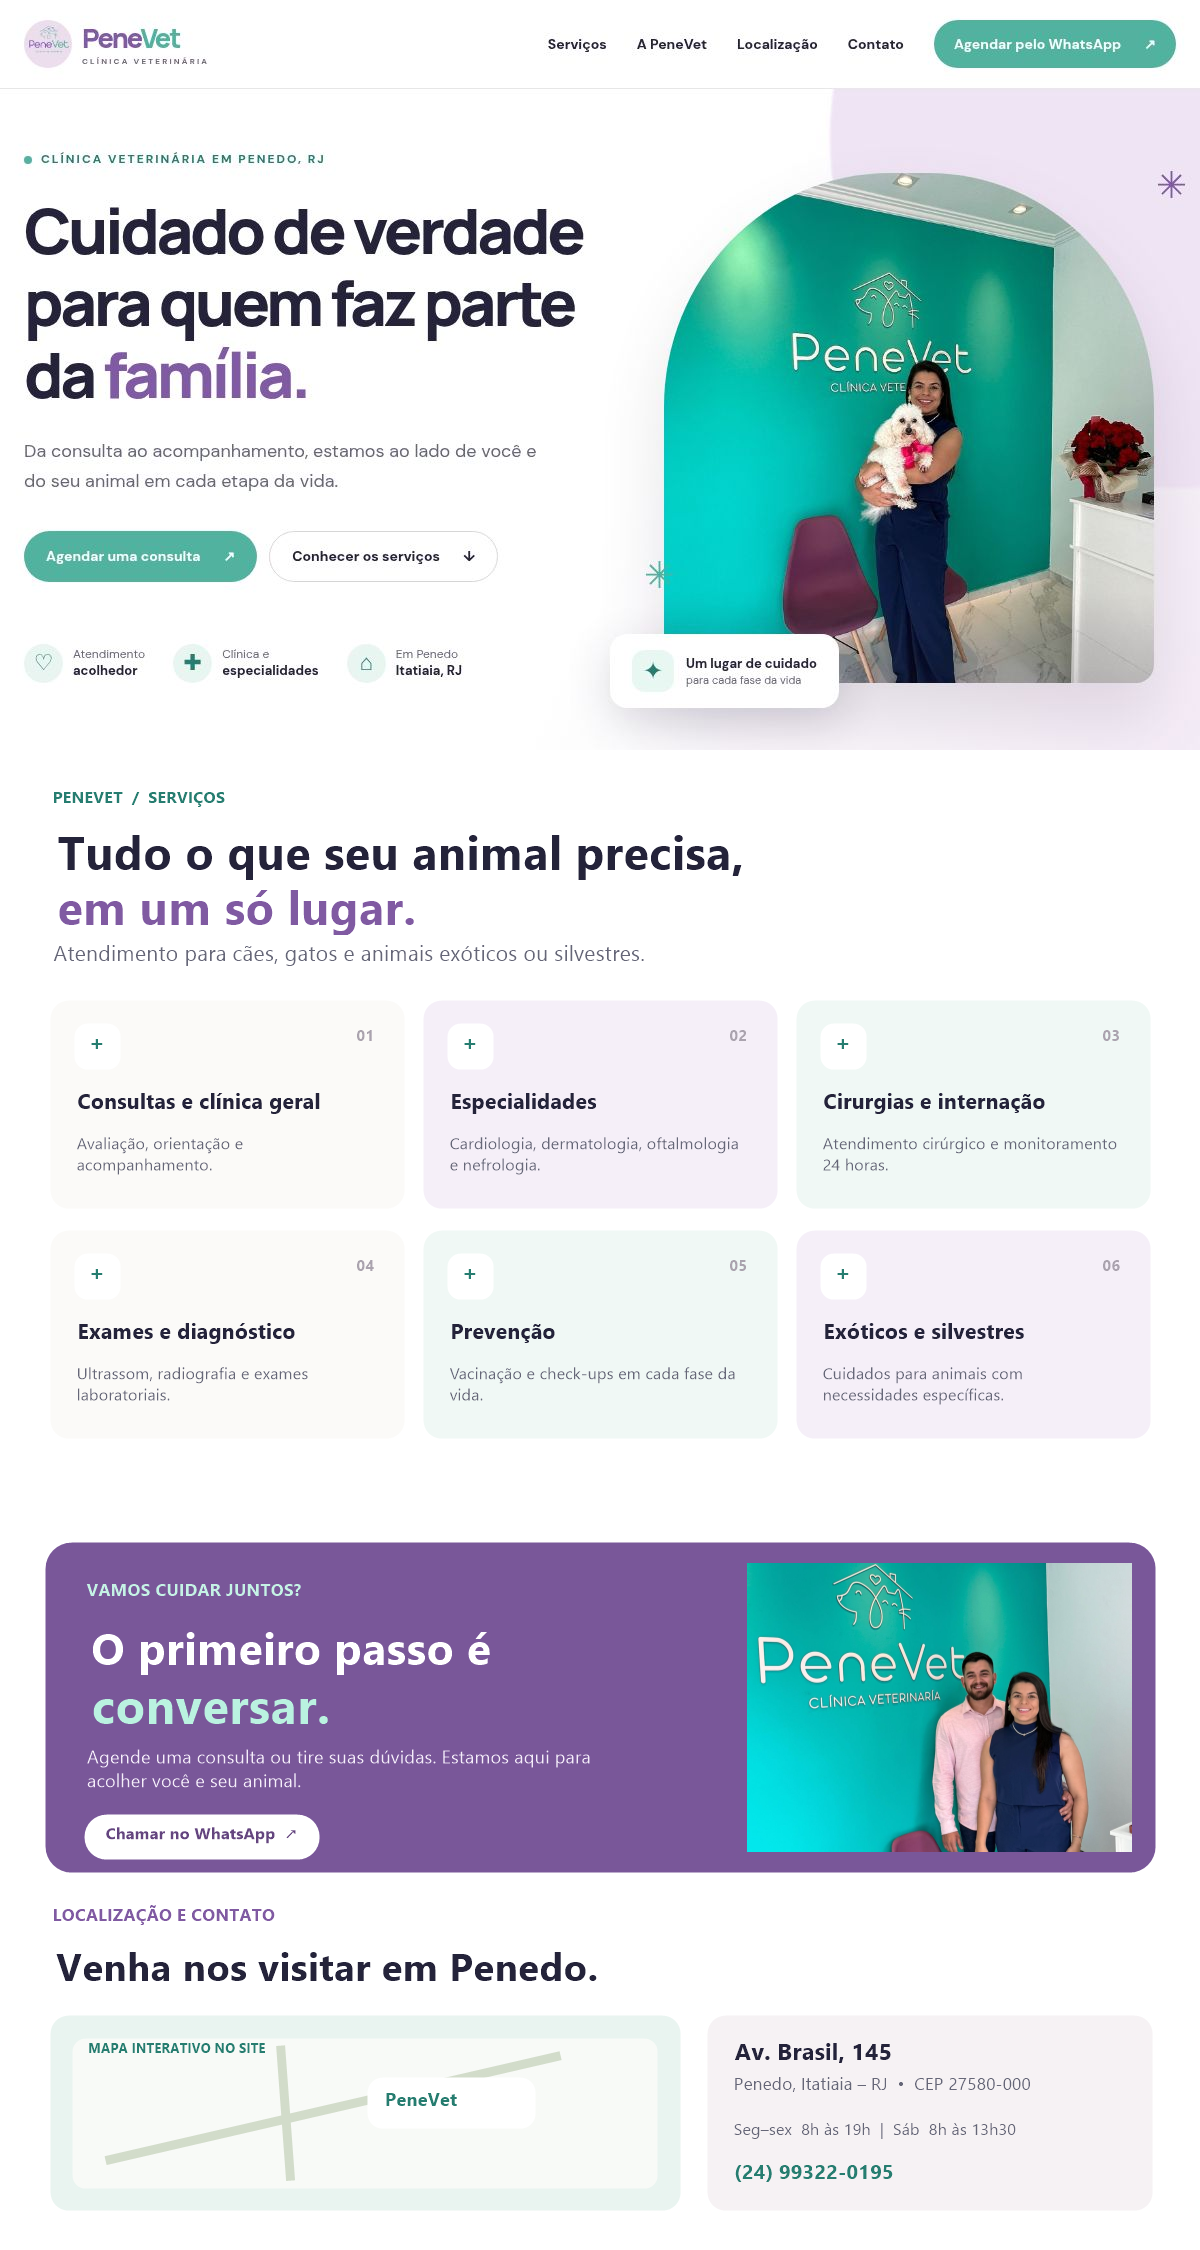 PeneVet
PeneVet
CLÍNICA VETERINÁRIA
Serviços
A PeneVet
Localização
Contato
Agendar pelo WhatsApp ↗
CLÍNICA VETERINÁRIA EM PENEDO, RJ
Cuidado de verdade
para quem faz parte
da família.
Da consulta ao acompanhamento, estamos ao lado de você e
do seu animal em cada etapa da vida.
Agendar uma consulta ↗
Conhecer os serviços ↓
Atendimento
acolhedor
Clínica e
especialidades
Em Penedo
Itatiaia, RJ
PeneVet
CLÍNICA VETE
Um lugar de cuidado
para cada fase da vida
PENEVET / SERVIÇOS
Tudo o que seu animal precisa,
em um só lugar.
Atendimento para cães, gatos e animais exóticos ou silvestres.
+
01
Consultas e clínica geral
Avaliação, orientação e
acompanhamento.
+
02
Especialidades
Cardiologia, dermatologia, oftalmologia
e nefrologia.
+
03
Cirurgias e internação
Atendimento cirúrgico e monitoramento
24 horas.
+
04
Exames e diagnóstico
Ultrassom, radiografia e exames
laboratoriais.
+
05
Prevenção
Vacinação e check-ups em cada fase da
vida.
+
06
Exóticos e silvestres
Cuidados para animais com
necessidades específicas.
VAMOS CUIDAR JUNTOS?
O primeiro passo é
conversar.
Agende uma consulta ou tire suas dúvidas. Estamos aqui para
acolher você e seu animal.
Chamar no WhatsApp ↗
PeneVet
CLÍNICA VETERINARÍA
LOCALIZAÇÃO E CONTATO
Venha nos visitar em Penedo.
MAPA INTERATIVO NO SITE
PeneVet
Av. Brasil, 145
Penedo, Itatiaia – RJ • CEP 27580-000
Seg–sex 8h às 19h | Sáb 8h às 13h30
(24) 99322-0195